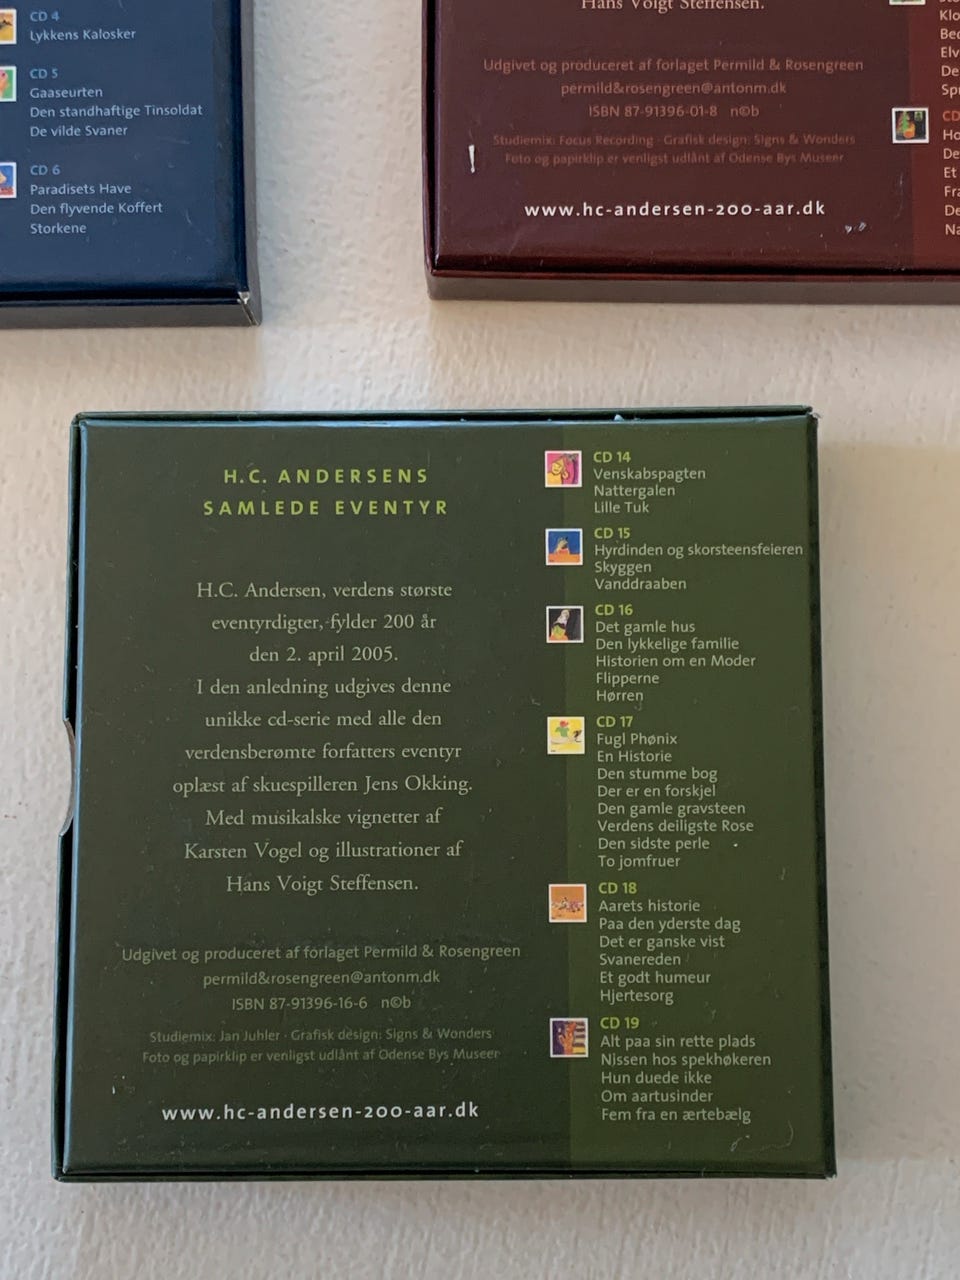 CD 4
Lykkens Kalosker
CD 5
Gaaseurten
Den standhaftige Tinsoldat
De vilde Svaner
CD 6
Paradisets Have
Den flyvende Koffert
Storkene
Hans Voigt Steffensen.
Udgivet og produceret af forlaget Permild & Rosengreen
permild&rosengreen@antonm.dk
ISBN 87-91396-01-8 n©b
Studiemix: Focus Recording · Grafisk design: Signs & Wonders
Foto og papirklip er venligst udlånt af Odense Bys Museer
www.hc-andersen-200-aar.dk
Klo
Bec
Elv
De
Spr
CD
Ho
De
Et
Fra
De
Na
H.C. ANDERSENS
SAMLEDE EVENTYR
H.C. Andersen, verdens største
eventyrdigter, fylder 200 år
den 2. april 2005.
I den anledning udgives denne
unikke cd-serie med alle den
verdensberømte forfatters eventyr
oplæst af skuespilleren Jens Okking.
Med musikalske vignetter af
Karsten Vogel og illustrationer af
Hans Voigt Steffensen.
Udgivet og produceret af forlaget Permild & Rosengreen
permild&rosengreen@antonm.dk
ISBN 87-91396-16-6 n©b
Studiemix: Jan Juhler · Grafisk design: Signs & Wonders
Foto og papirklip er venligst udlånt af Odense Bys Museer
www.hc-andersen-200-aar.dk
CD 14
Venskabspagten
Nattergalen
Lille Tuk
CD 15
Hyrdinden og skorsteensfeieren
Skyggen
Vanddraaben
CD 16
Det gamle hus
Den lykkelige familie
Historien om en Moder
Flipperne
Hørren
CD 17
Fugl Phønix
En Historie
Den stumme bog
Der er en forskjel
Den gamle gravsteen
Verdens deiligste Rose
Den sidste perle
To jomfruer
CD 18
Aarets historie
Paa den yderste dag
Det er ganske vist
Svanereden
Et godt humeur
Hjertesorg
CD 19
Alt paa sin rette plads
Nissen hos spekhøkeren
Hun duede ikke
Om aartusinder
Fem fra en ærtebælg